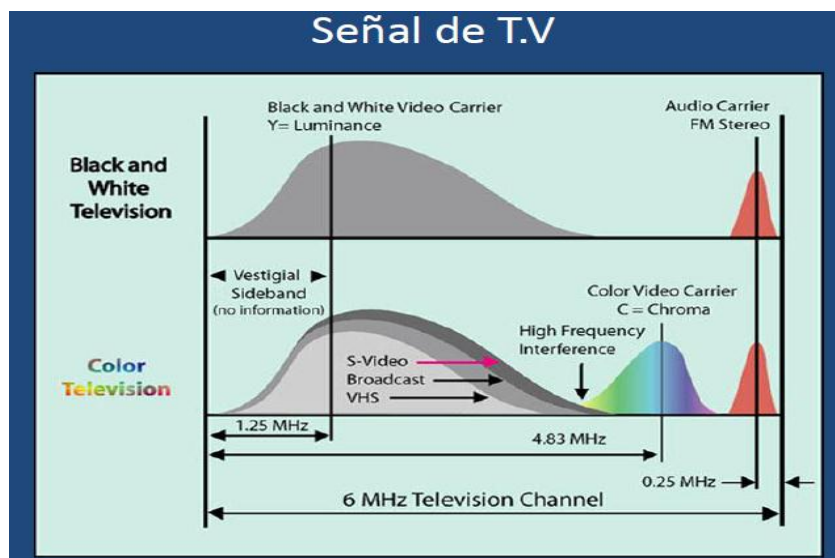 Señal de T.V
Black and White Video Carrier
Y= Luminance
Audio Carrier
FM Stereo
Black and
White
Television
Vestigial
Sideband
(no information)
Color Video Carrier
C = Chroma
High Frequency
Interference
Color
Television
S-Video
Broadcast
VHS
1.25 MHz
4.83 MHz
0.25 MHz
6 MHz Television Channel